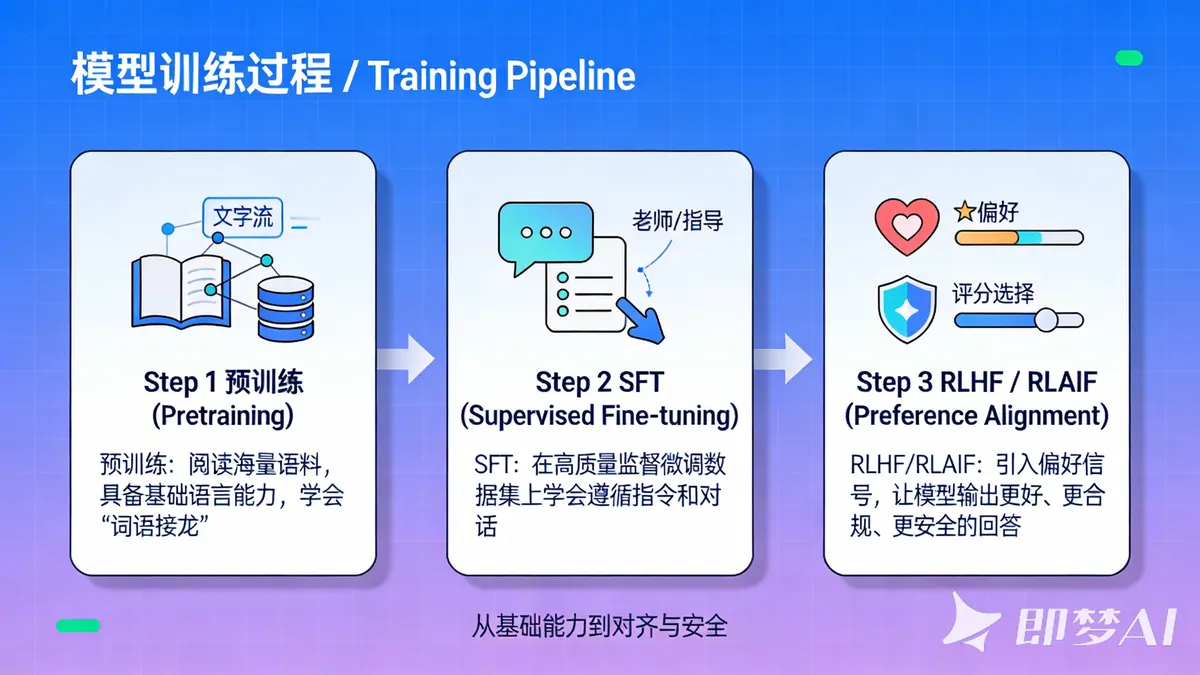 模型训练过程 / Training Pipeline
文字流
Step 1 预训练
(Pretraining)
预训练：阅读海量语料，
具备基础语言能力，学会
“词语接龙”
老师/指导
Step 2 SFT
(Supervised Fine-tuning)
SFT：在高质量监督微调数
据集上学会遵循指令和对
话
偏好
评分选择
Step 3 RLHF / RLAIF
(Preference Alignment)
RLHF/RLAIF：引入偏好信
号，让模型输出更好、更合
规、更安全的回答
从基础能力到对齐与安全
即梦AI